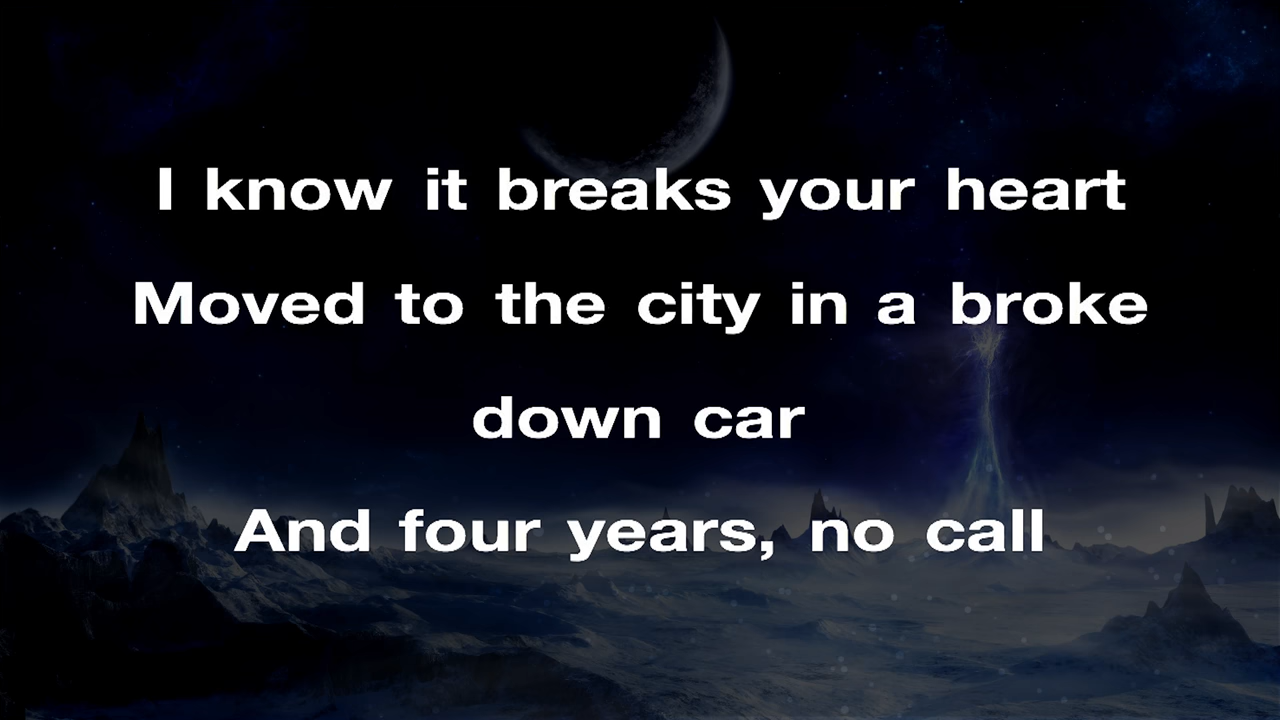 I know it breaks your heart
Moved to the city in a broke
down car
And four years, no call